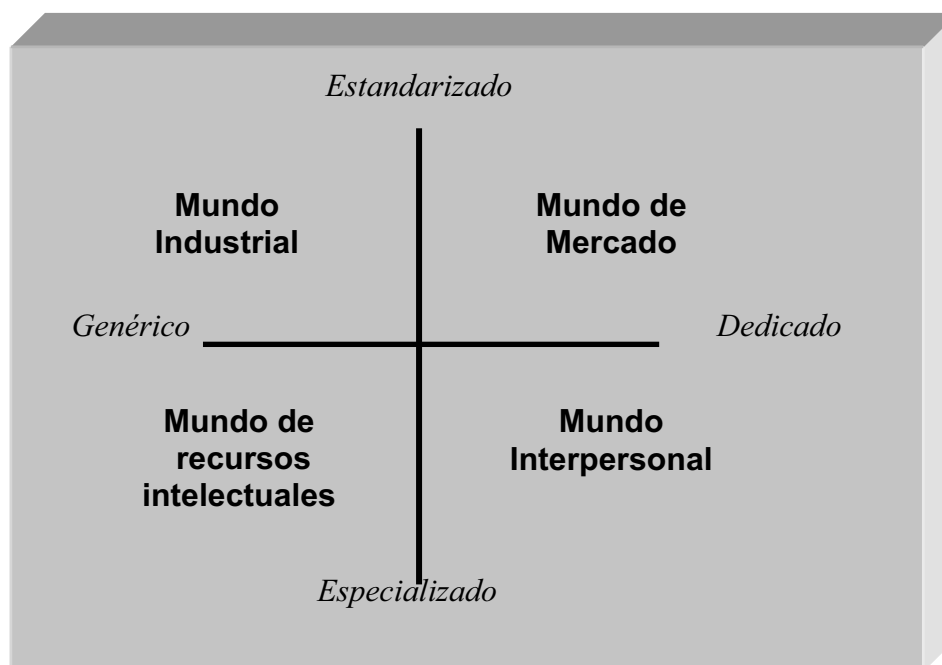 Estandarizado
Mundo
Industrial
Mundo de
Mercado
Genérico
Dedicado
Mundo de
recursos
intelectuales
Mundo
Interpersonal
Especializado